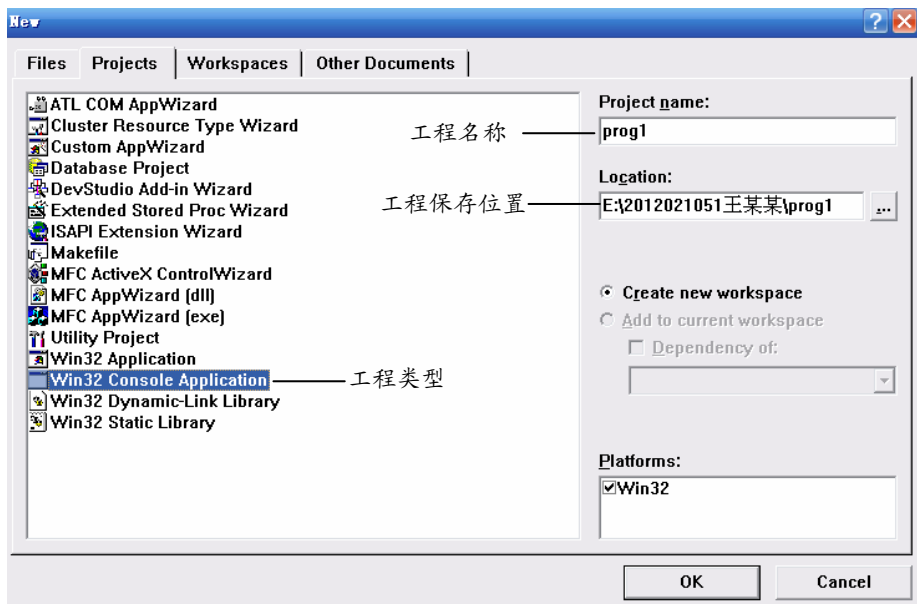 New
Files Projects Workspaces Other Documents
ATL COM AppWizard
Cluster Resource Type Wizard
Custom AppWizard
Database Project
DevStudio Add-in Wizard
Extended Stored Proc Wizard
ISAPI Extension Wizard
Makefile
MFC ActiveX ControlWizard
MFC AppWizard (dll)
MFC AppWizard (exe)
Utility Project
Win32 Application
Win32 Console Application
Win32 Dynamic-Link Library
Win32 Static Library
工程名称
工程保存位置
工程类型
Project name:
prog1
Location:
E:\2012021051王某某\prog1
...
Create new workspace
Add to current workspace
Dependency of:
Platforms:
Win32
OK Cancel